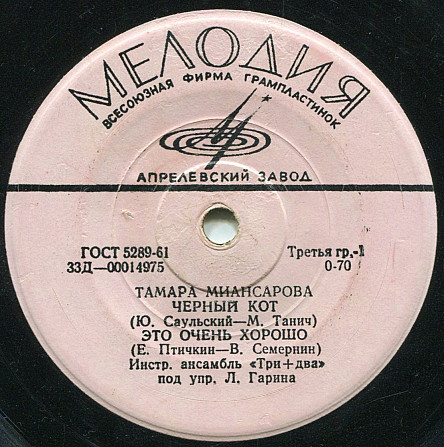 МЕЛОДИЯ
ВСЕСОЮЗНАЯ ФИРМА ГРАМПЛАСТИНОК
АПРЕЛЕВСКИЙ ЗАВОД
ГОСТ 5289-61 Третья гр.-1
33Д—00014975 0-70
ТАМАРА МИАНСАРОВА
ЧЕРНЫЙ КОТ
(Ю. Саульский—М. Танич)
ЭТО ОЧЕНЬ ХОРОШО
(Е. Птичкин—В. Семернин)
Инстр. ансамбль «Три+два»
под упр. Л. Гарина